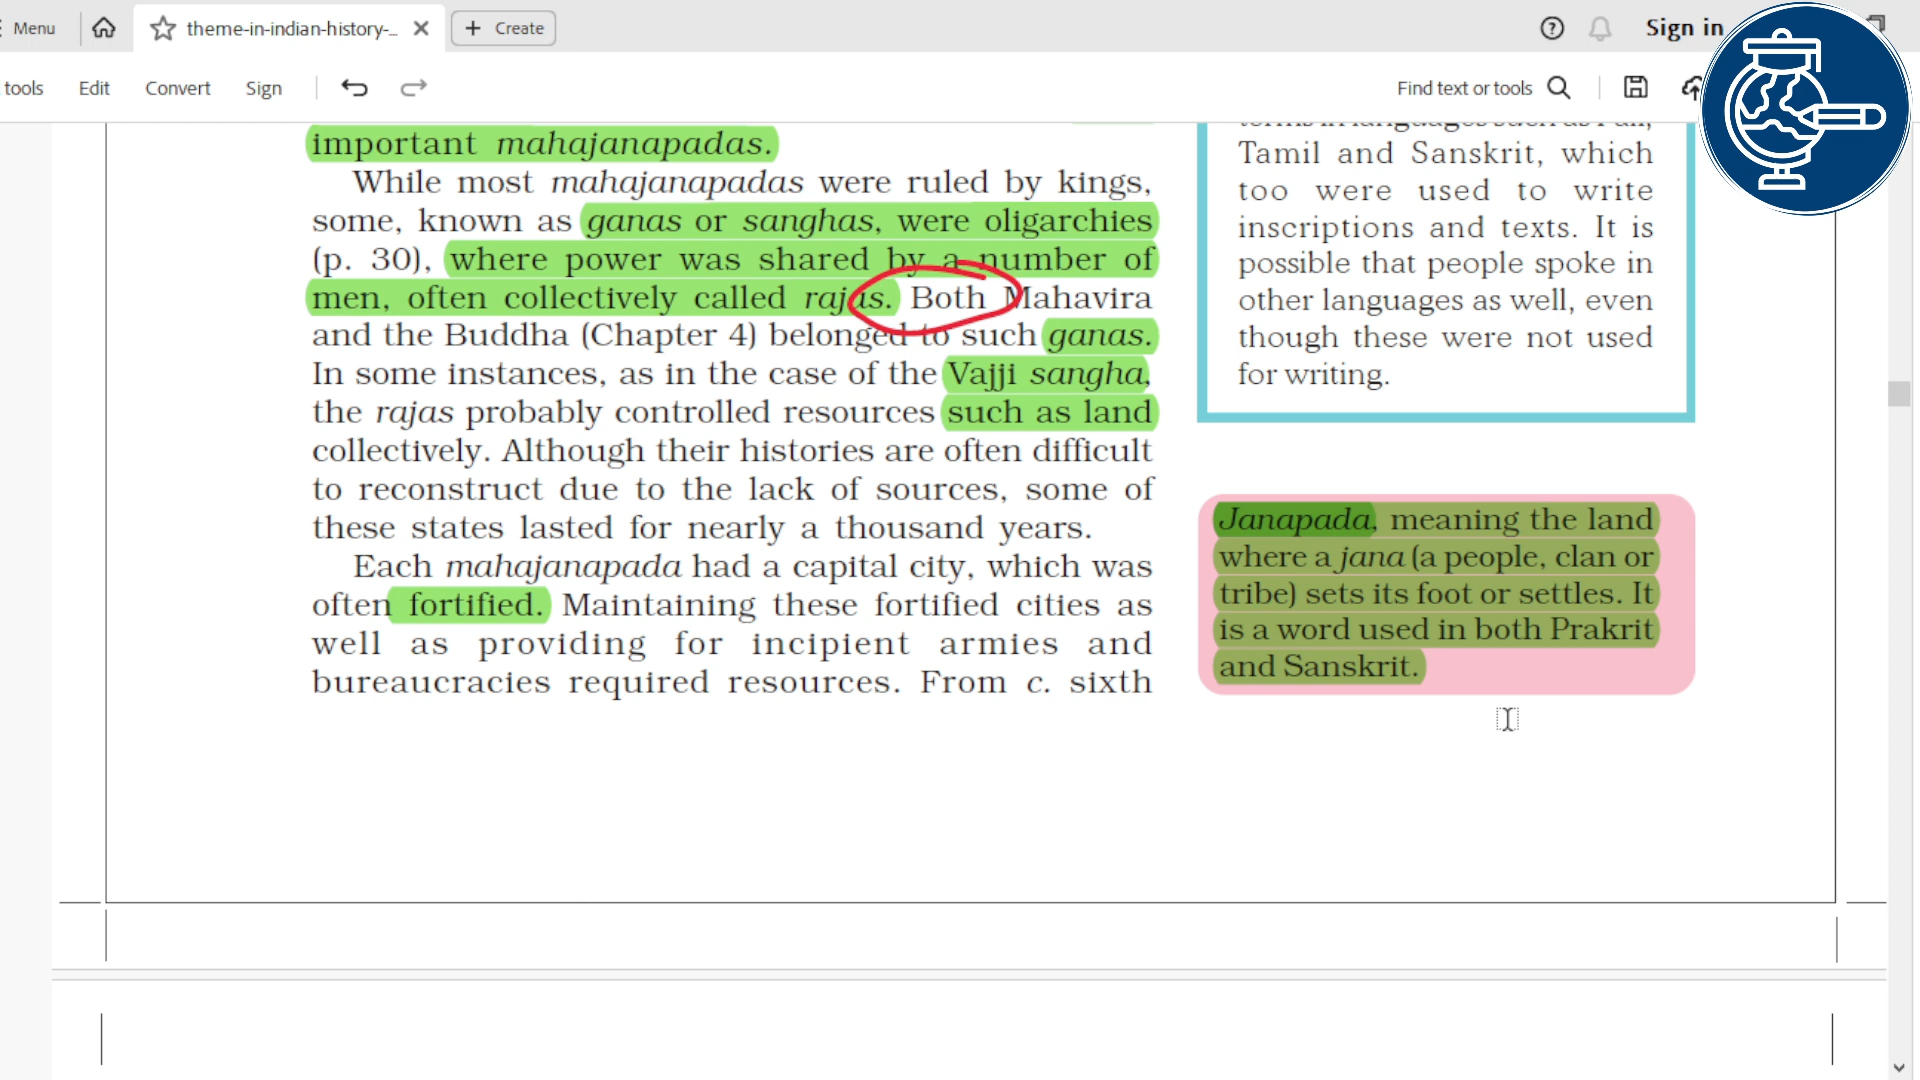 Menu
theme-in-indian-history-...
Create
Sign in
tools
Edit
Convert
Sign
Find text or tools
important mahajanapadas.
While most mahajanapadas were ruled by kings,
some, known as ganas or sanghas, were oligarchies
(p. 30), where power was shared by a number of
men, often collectively called rajas. Both Mahavira
and the Buddha (Chapter 4) belonged to such ganas.
In some instances, as in the case of the Vajji sangha,
the rajas probably controlled resources such as land
collectively. Although their histories are often difficult
to reconstruct due to the lack of sources, some of
these states lasted for nearly a thousand years.
Each mahajanapada had a capital city, which was
often fortified. Maintaining these fortified cities as
well as providing for incipient armies and
bureaucracies required resources. From c. sixth
terms in languages such as Pali,
Tamil and Sanskrit, which
too were used to write
inscriptions and texts. It is
possible that people spoke in
other languages as well, even
though these were not used
for writing.
Janapada, meaning the land
where a jana (a people, clan or
tribe) sets its foot or settles. It
is a word used in both Prakrit
and Sanskrit.